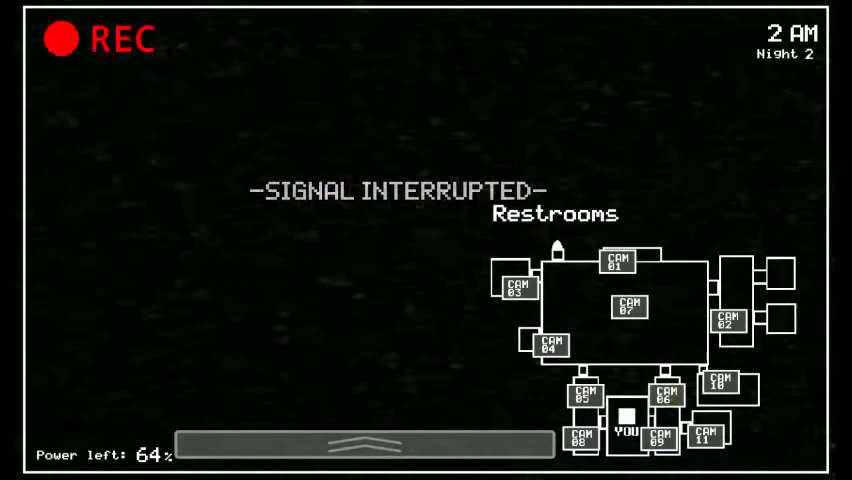 REC
2 AM
Night 2
-SIGNAL INTERRUPTED-
Restrooms
CAM 01
CAM 03
CAM 07
CAM 02
CAM 04
CAM 10
CAM 05
CAM 06
YOU
CAM 08
CAM 09
CAM 11
Power left: 64%